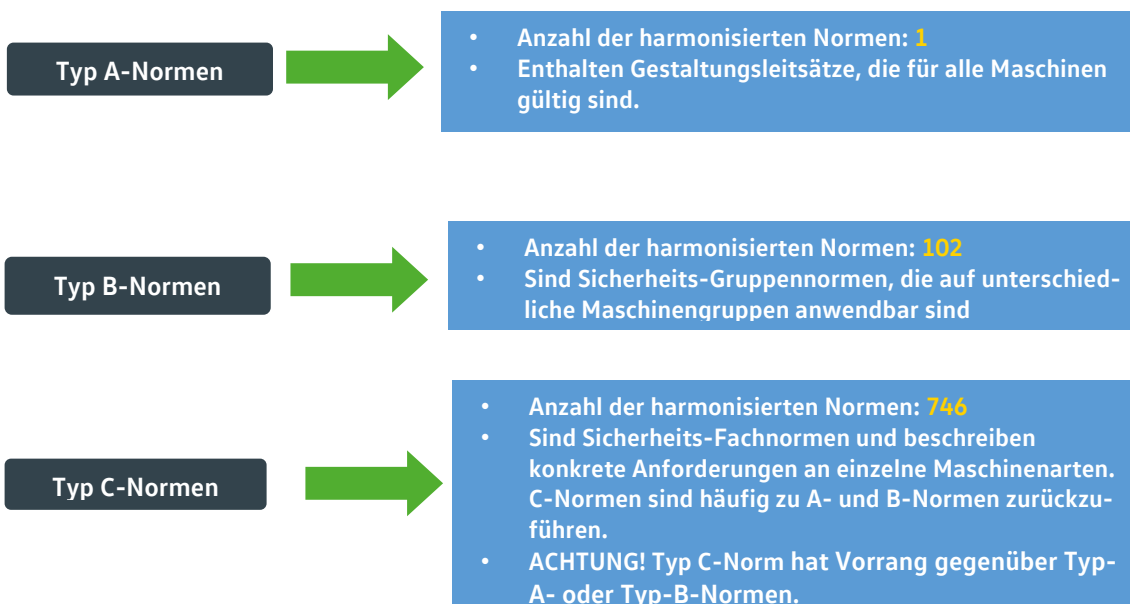 Typ A-Normen
• Anzahl der harmonisierten Normen: 1
• Enthalten Gestaltungsleitsätze, die für alle Maschinen
gültig sind.
Typ B-Normen
• Anzahl der harmonisierten Normen: 102
• Sind Sicherheits-Gruppennormen, die auf unterschied-
liche Maschinengruppen anwendbar sind
Typ C-Normen
• Anzahl der harmonisierten Normen: 746
• Sind Sicherheits-Fachnormen und beschreiben
konkrete Anforderungen an einzelne Maschinenarten.
C-Normen sind häufig zu A- und B-Normen zurückzu-
führen.
• ACHTUNG! Typ C-Norm hat Vorrang gegenüber Typ-
A- oder Typ-B-Normen.